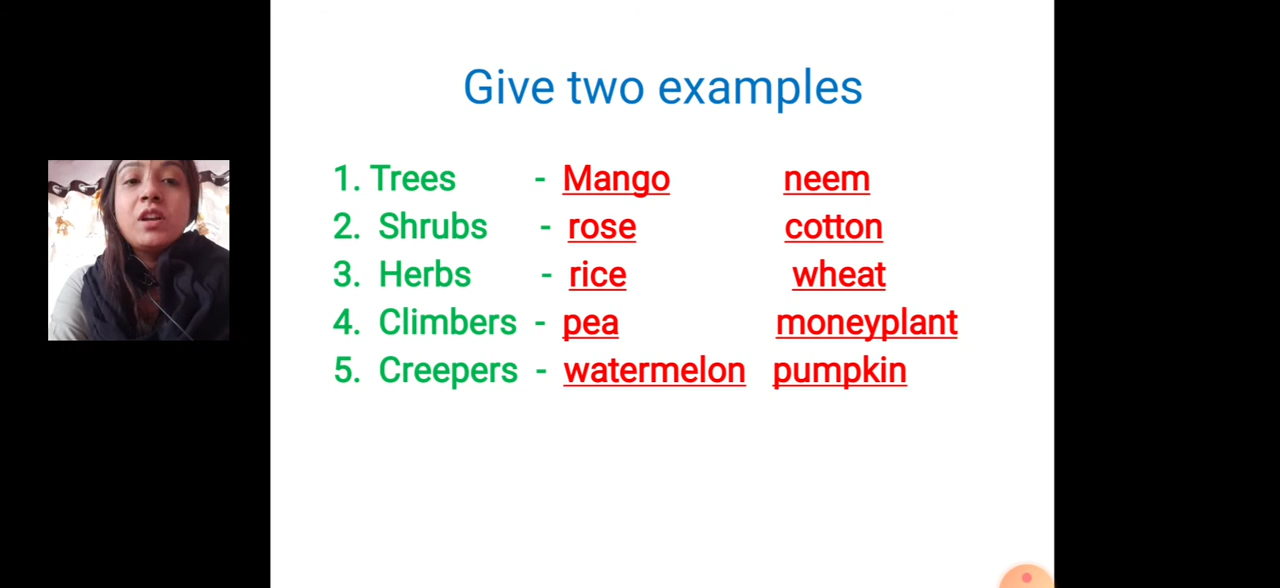 Give two examples
1. Trees - Mango neem
2. Shrubs - rose cotton
3. Herbs - rice wheat
4. Climbers - pea moneyplant
5. Creepers - watermelon pumpkin